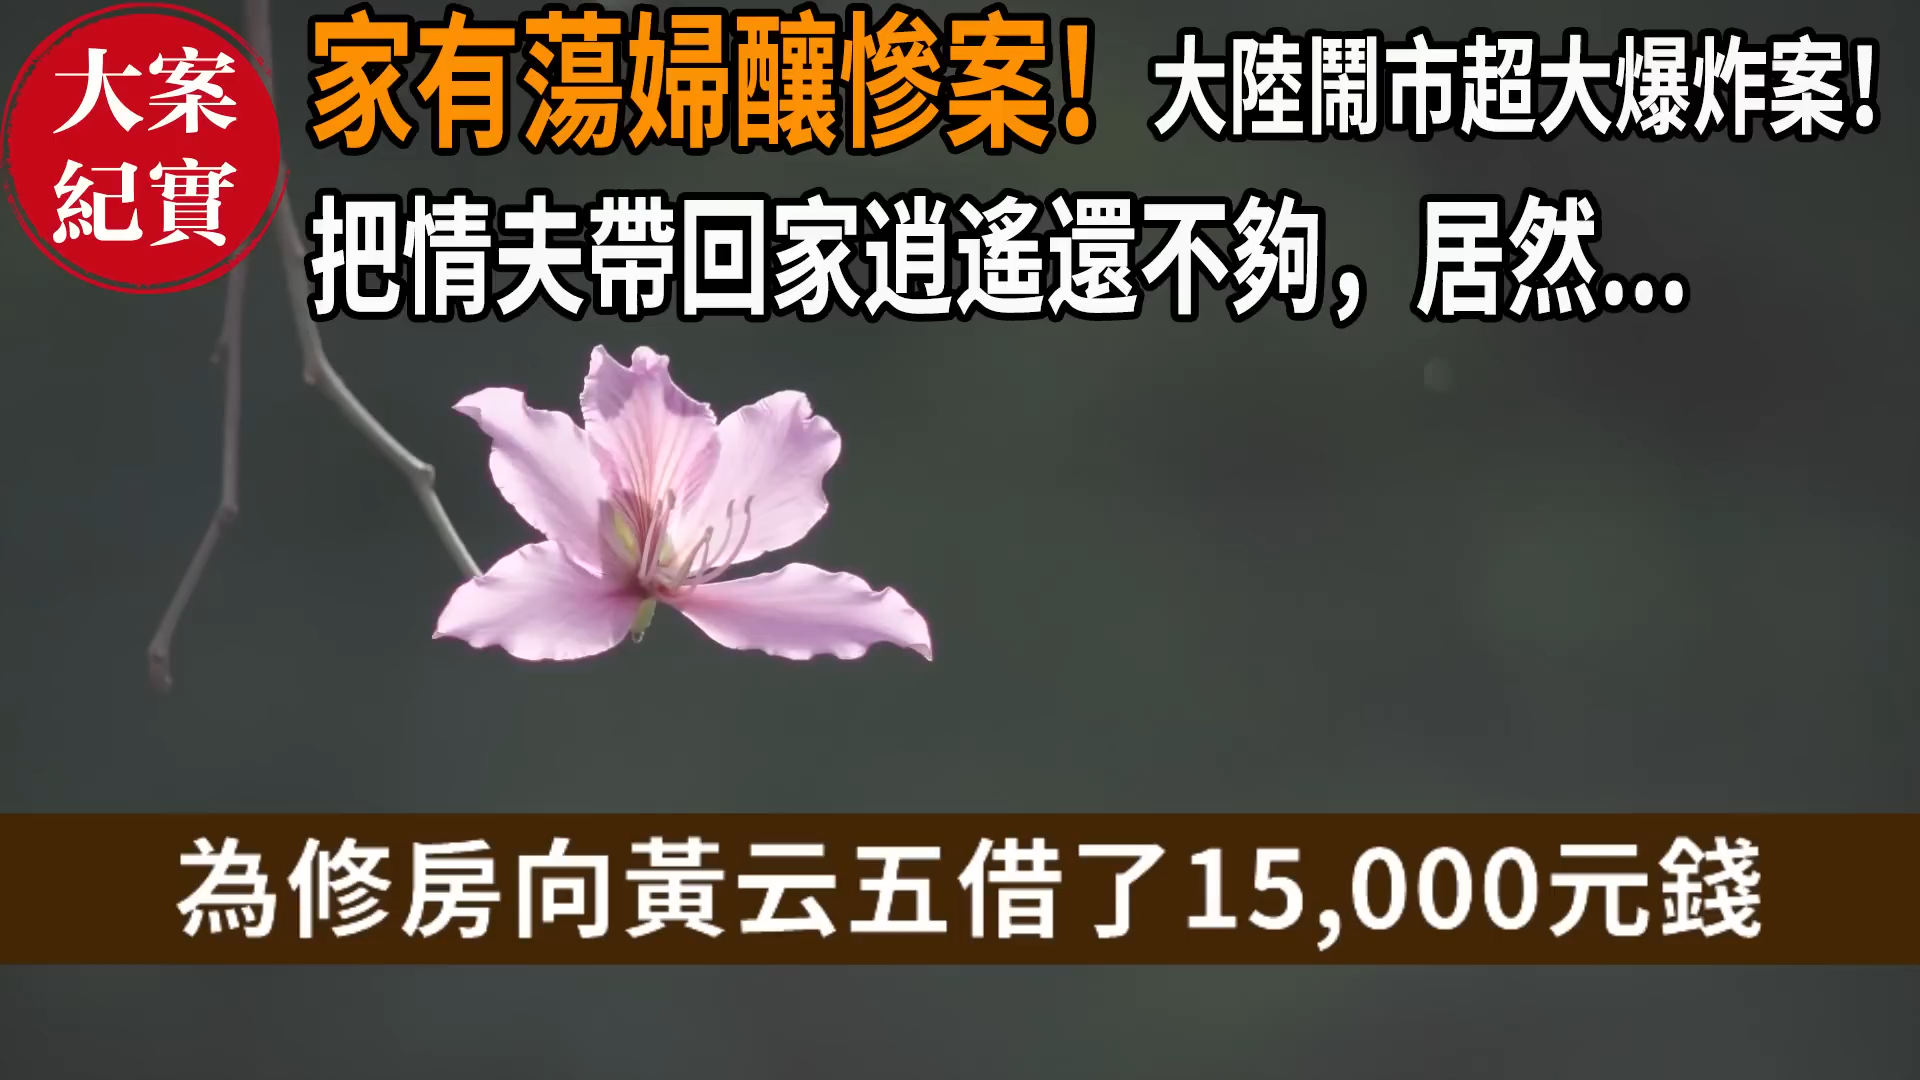 大案
紀實
家有蕩婦釀慘案！ 大陸鬧市超大爆炸案！
把情夫帶回家逍遙還不夠，居然...
為修房向黃云五借了15,000元錢